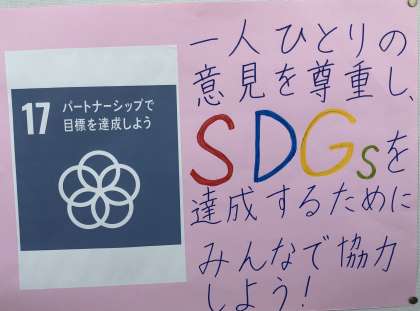 17
パートナーシップで
目標を達成しよう
一人ひとりの
意見を尊重し、
SDGsを
達成するために
みんなで協力
しよう!